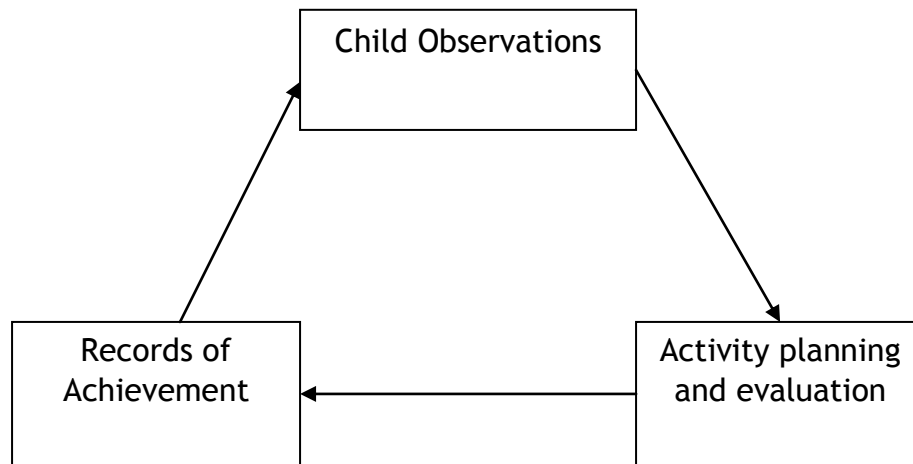 Child Observations
Records of
Achievement
Activity planning
and evaluation